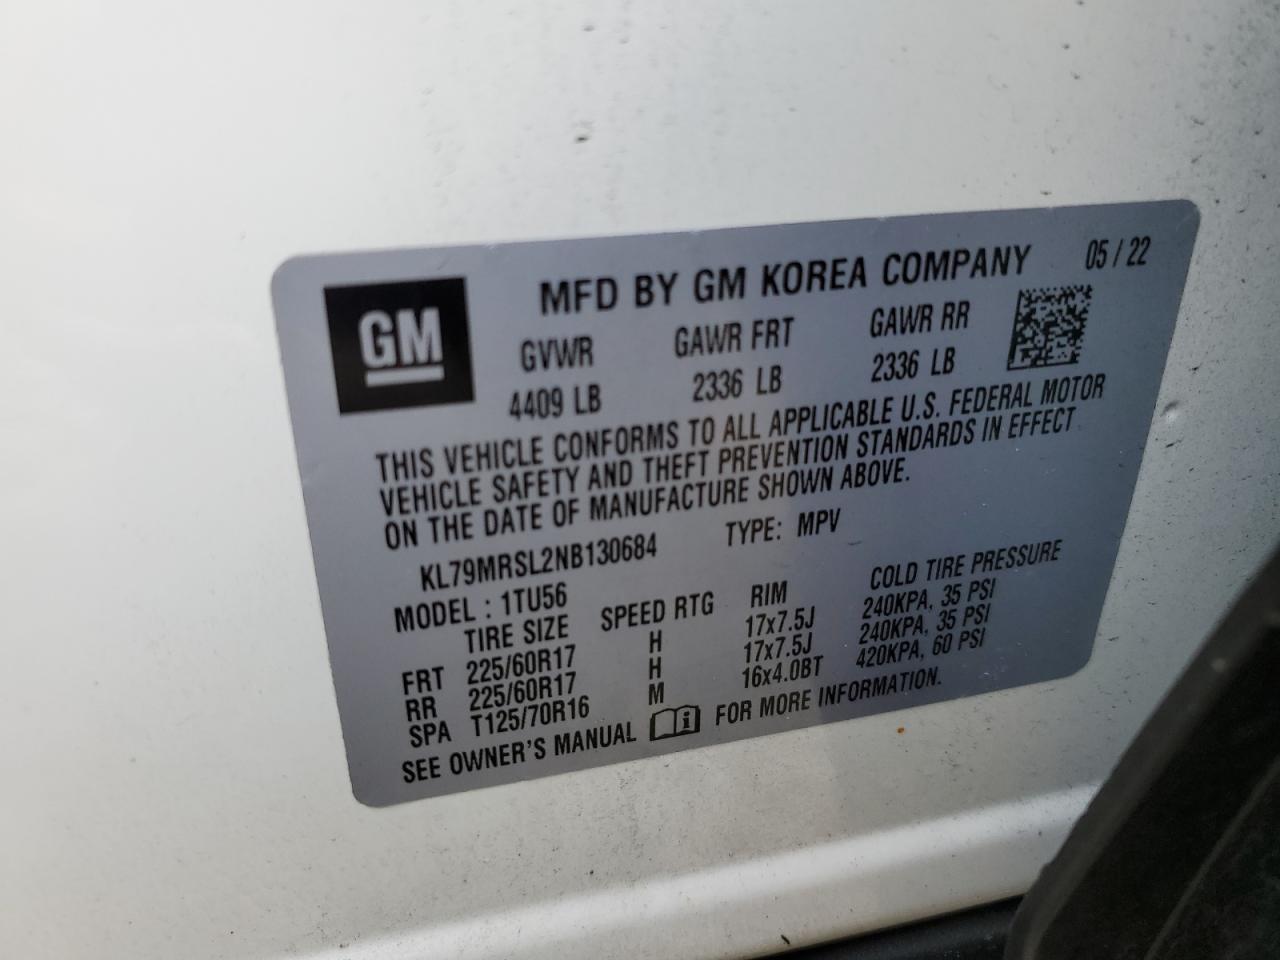 MFD BY GM KOREA COMPANY 05 / 22
GM
GVWR GAWR FRT GAWR RR
4409 LB 2336 LB 2336 LB
THIS VEHICLE CONFORMS TO ALL APPLICABLE U.S. FEDERAL MOTOR
VEHICLE SAFETY AND THEFT PREVENTION STANDARDS IN EFFECT
ON THE DATE OF MANUFACTURE SHOWN ABOVE.
KL79MRSL2NB130684 TYPE: MPV
MODEL : 1TU56
TIRE SIZE SPEED RTG RIM COLD TIRE PRESSURE
FRT 225/60R17 H 17x7.5J 240KPA, 35 PSI
RR 225/60R17 H 17x7.5J 240KPA, 35 PSI
SPA T125/70R16 M 16x4.0BT 420KPA, 60 PSI
SEE OWNER'S MANUAL i FOR MORE INFORMATION.